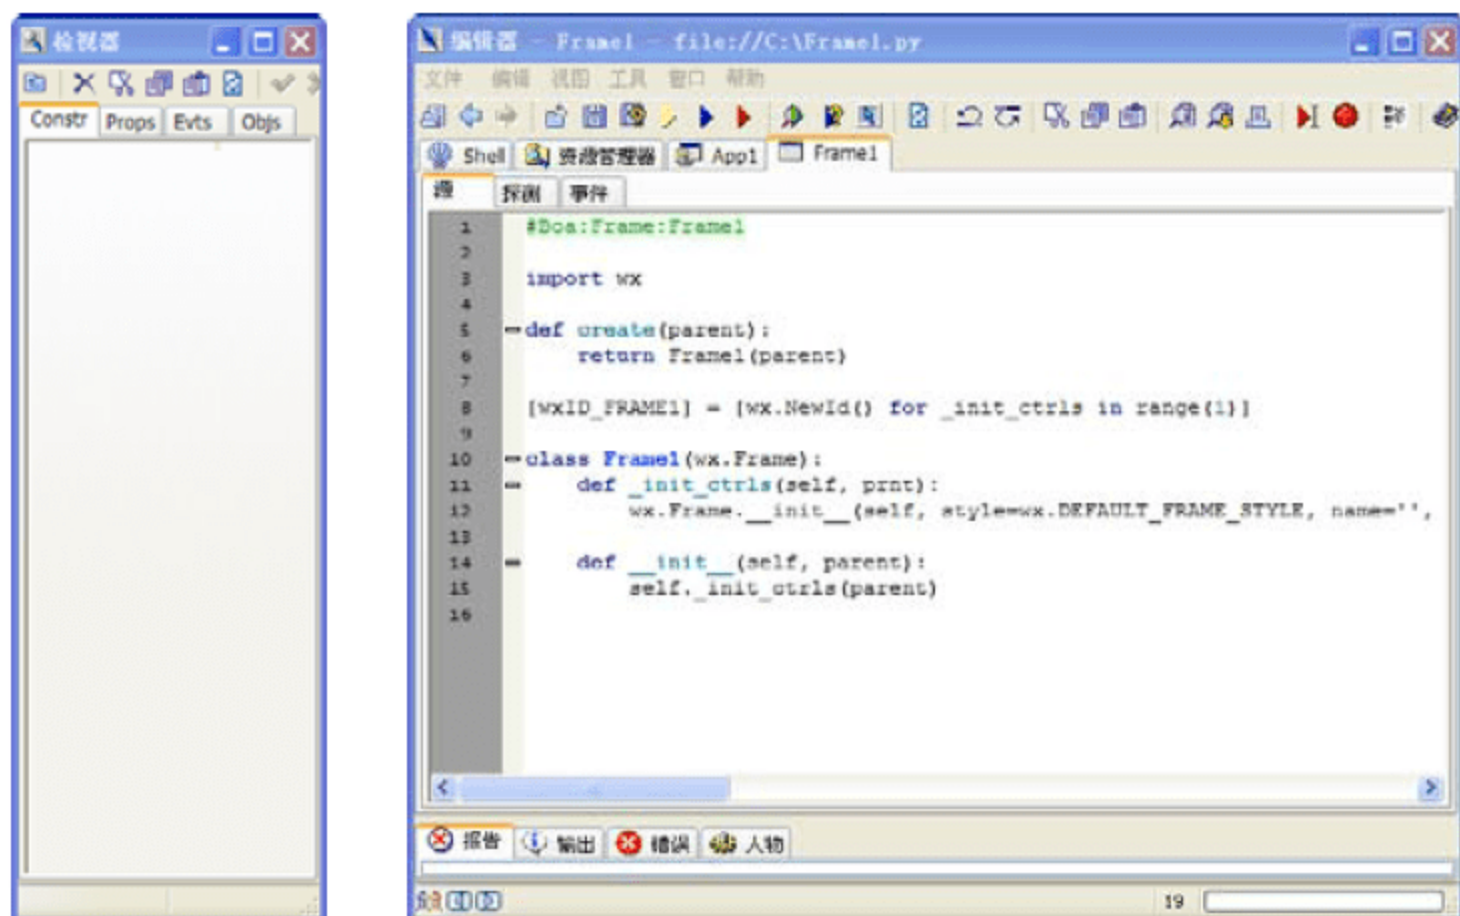 检视器
Constr Props Evts Objs
编辑器 - Frame1 - file://C:\Frame1.py
文件 编辑 视图 工具 窗口 帮助
Shell 资源管理器 App1 Frame1
源 探测 事件
1 #Boa:Frame:Frame1
2
3 import wx
4
5 def create(parent):
6 return Frame1(parent)
7
8 [wxID_FRAME1] = [wx.NewId() for _init_ctrls in range(1)]
9
10 class Frame1(wx.Frame):
11 def _init_ctrls(self, prnt):
12 wx.Frame.__init__(self, style=wx.DEFAULT_FRAME_STYLE, name='',
13
14 def __init__(self, parent):
15 self._init_ctrls(parent)
16
报告 输出 错误 人物
19